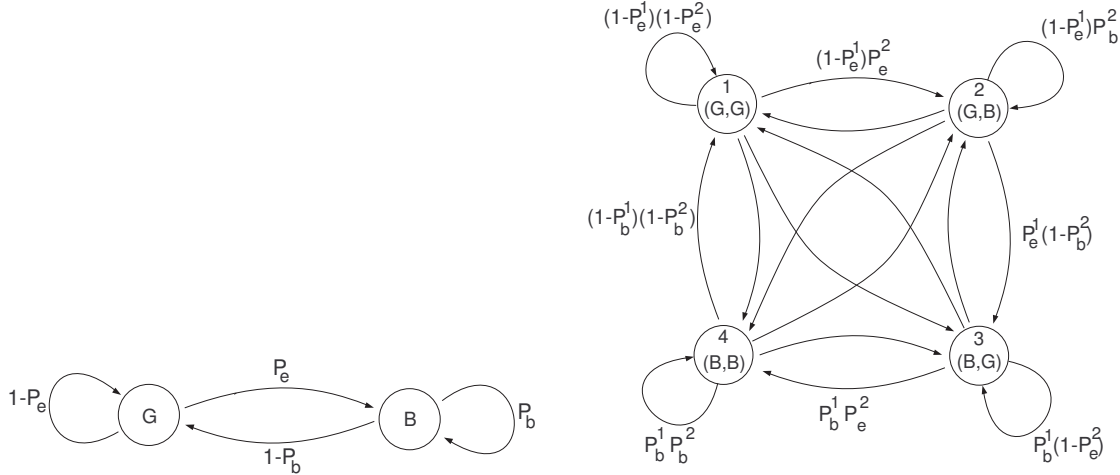 1-P_e
G
P_e
1-P_b
B
P_b
(1-P_e^1)(1-P_e^2)
1
(G,G)
(1-P_e^1)P_e^2
2
(G,B)
(1-P_e^1)P_b^2
(1-P_b^1)(1-P_b^2)
P_e^1(1-P_b^2)
4
(B,B)
3
(B,G)
P_b^1 P_e^2
P_b^1 P_b^2
P_b^1(1-P_e^2)